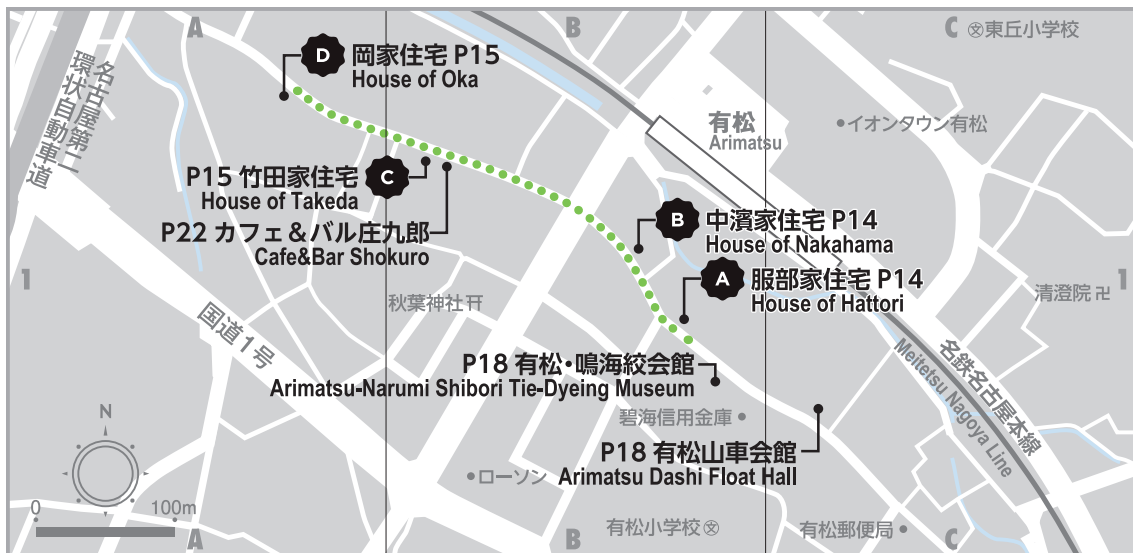 A
B
C
文東丘小学校
D 岡家住宅 P15
House of Oka
名古屋第二
環状自動車道
有松
Arimatsu
イオンタウン有松
P15 竹田家住宅 C
House of Takeda
P22 カフェ&バル庄九郎
Cafe&Bar Shokuro
B 中濱家住宅 P14
House of Nakahama
A 服部家住宅 P14
House of Hattori
1
1
清澄院卍
秋葉神社
国道1号
P18 有松・鳴海絞会館
Arimatsu-Narumi Shibori Tie-Dyeing Museum
名鉄名古屋本線
Meitetsu Nagoya Line
碧海信用金庫
P18 有松山車会館
Arimatsu Dashi Float Hall
N
ローソン
0 100m
有松小学校文
有松郵便局
A
B
C